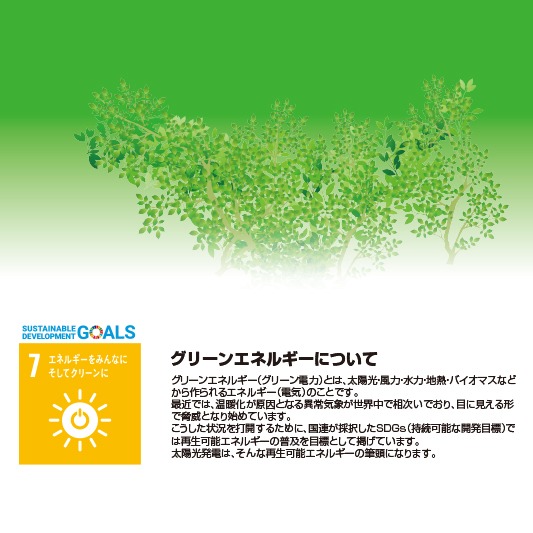 SUSTAINABLE
DEVELOPMENT GOALS
7 エネルギーをみんなに
そしてクリーンに
グリーンエネルギーについて
グリーンエネルギー(グリーン電力)とは、太陽光・風力・水力・地熱・バイオマスなど
から作られるエネルギー(電気)のことです。
最近では、温暖化が原因となる異常気象が世界中で相次いでおり、目に見える形
で脅威となり始めています。
こうした状況を打開するために、国連が採択したSDGs(持続可能な開発目標)で
は再生可能エネルギーの普及を目標として掲げています。
太陽光発電は、そんな再生可能エネルギーの筆頭になります。